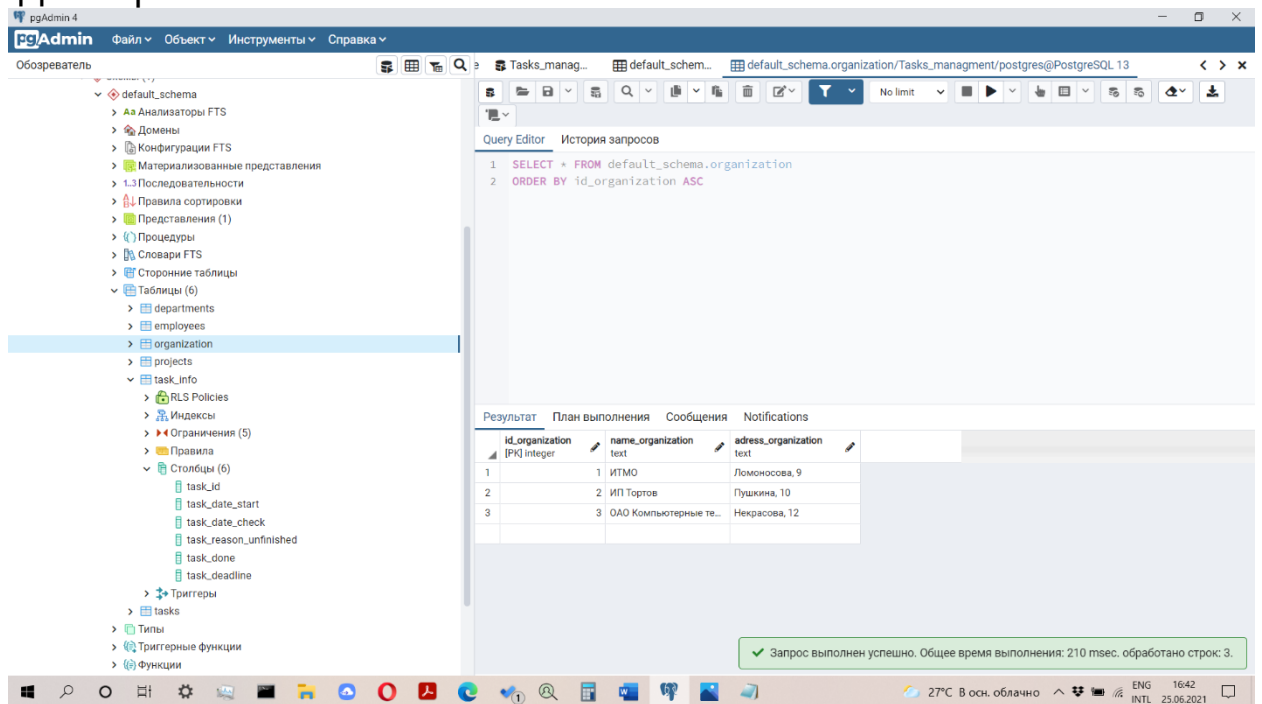 pgAdmin 4
pgAdmin Файл Объект Инструменты Справка
Обозреватель
Tasks_manag... default_schem... default_schema.organization/Tasks_managment/postgres@PostgreSQL 13
default_schema
Анализаторы FTS
Домены
Конфигурации FTS
Материализованные представления
1..3 Последовательности
Правила сортировки
Представления (1)
Процедуры
Словари FTS
Сторонние таблицы
Таблицы (6)
departments
employees
organization
projects
task_info
RLS Policies
Индексы
Ограничения (5)
Правила
Столбцы (6)
task_id
task_date_start
task_date_check
task_reason_unfinished
task_done
task_deadline
Триггеры
tasks
Типы
Триггерные функции
Функции
No limit
Query Editor История запросов
1 SELECT * FROM default_schema.organization
2 ORDER BY id_organization ASC
Результат План выполнения Сообщения Notifications
id_organization name_organization adress_organization
[PK] integer text text
1 1 ИТМО Ломоносова, 9
2 2 ИП Тортов Пушкина, 10
3 3 ОАО Компьютерные те... Некрасова, 12
Запрос выполнен успешно. Общее время выполнения: 210 msec. обработано строк: 3.
27°C В осн. облачно ENG 16:42
INTL 25.06.2021